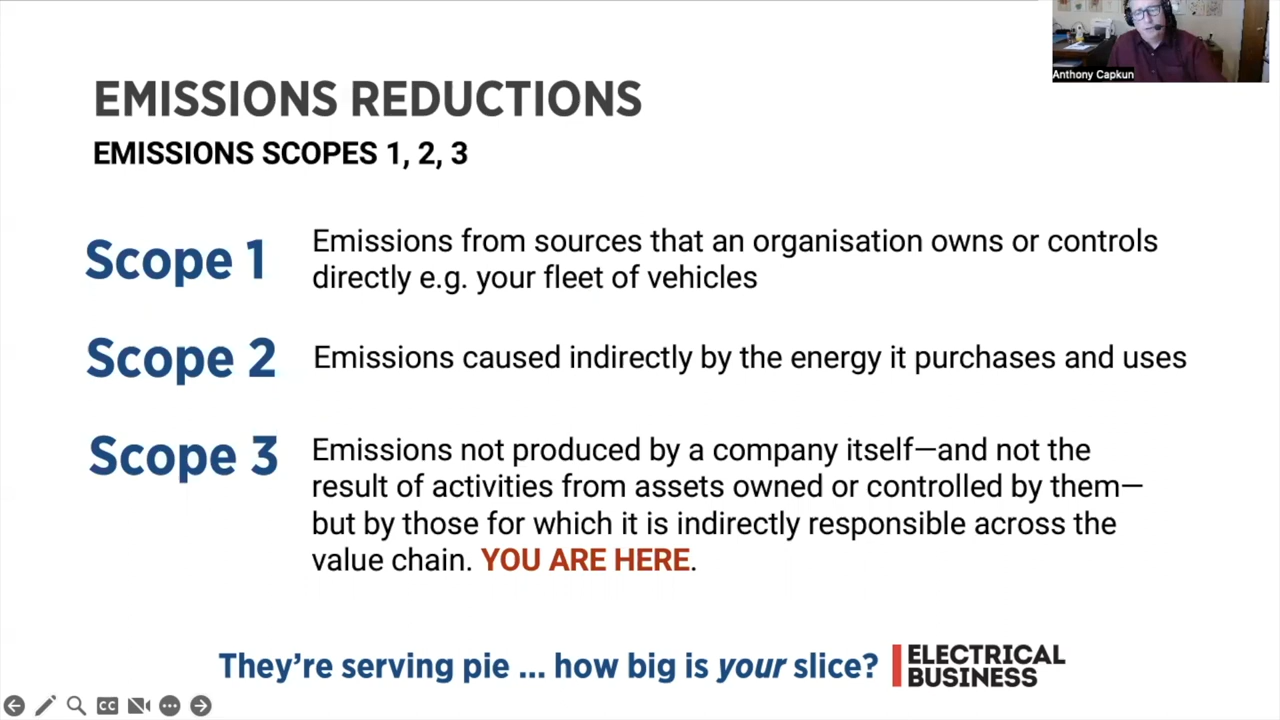 Anthony Capkun
EMISSIONS REDUCTIONS
EMISSIONS SCOPES 1, 2, 3
Scope 1
Emissions from sources that an organisation owns or controls
directly e.g. your fleet of vehicles
Scope 2
Emissions caused indirectly by the energy it purchases and uses
Scope 3
Emissions not produced by a company itself—and not the
result of activities from assets owned or controlled by them—
but by those for which it is indirectly responsible across the
value chain. YOU ARE HERE.
They’re serving pie ... how big is your slice?
ELECTRICAL
BUSINESS
CC